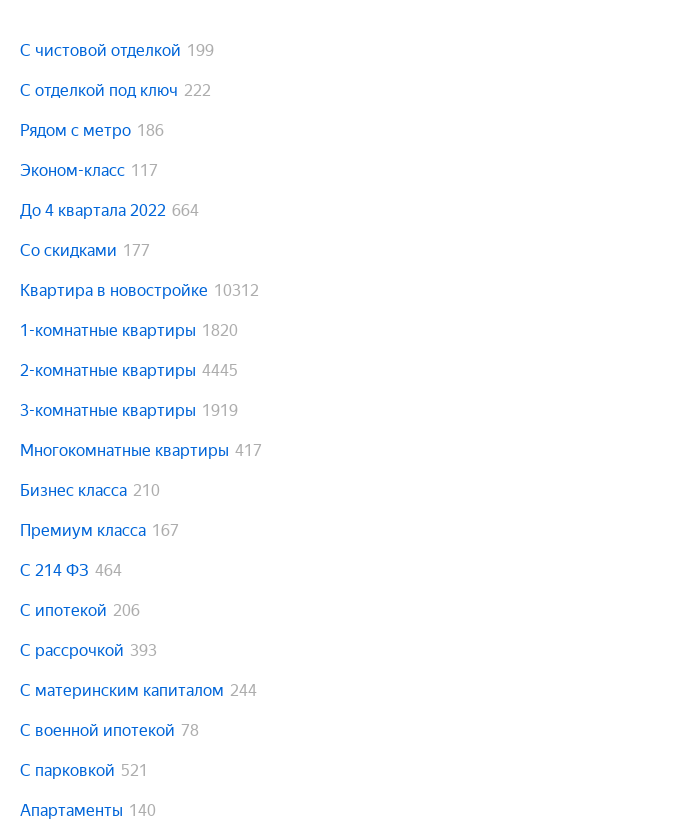 С чистовой отделкой 199
С отделкой под ключ 222
Рядом с метро 186
Эконом-класс 117
До 4 квартала 2022 664
Со скидками 177
Квартира в новостройке 10312
1-комнатные квартиры 1820
2-комнатные квартиры 4445
3-комнатные квартиры 1919
Многокомнатные квартиры 417
Бизнес класса 210
Премиум класса 167
С 214 ФЗ 464
С ипотекой 206
С рассрочкой 393
С материнским капиталом 244
С военной ипотекой 78
С парковкой 521
Апартаменты 140